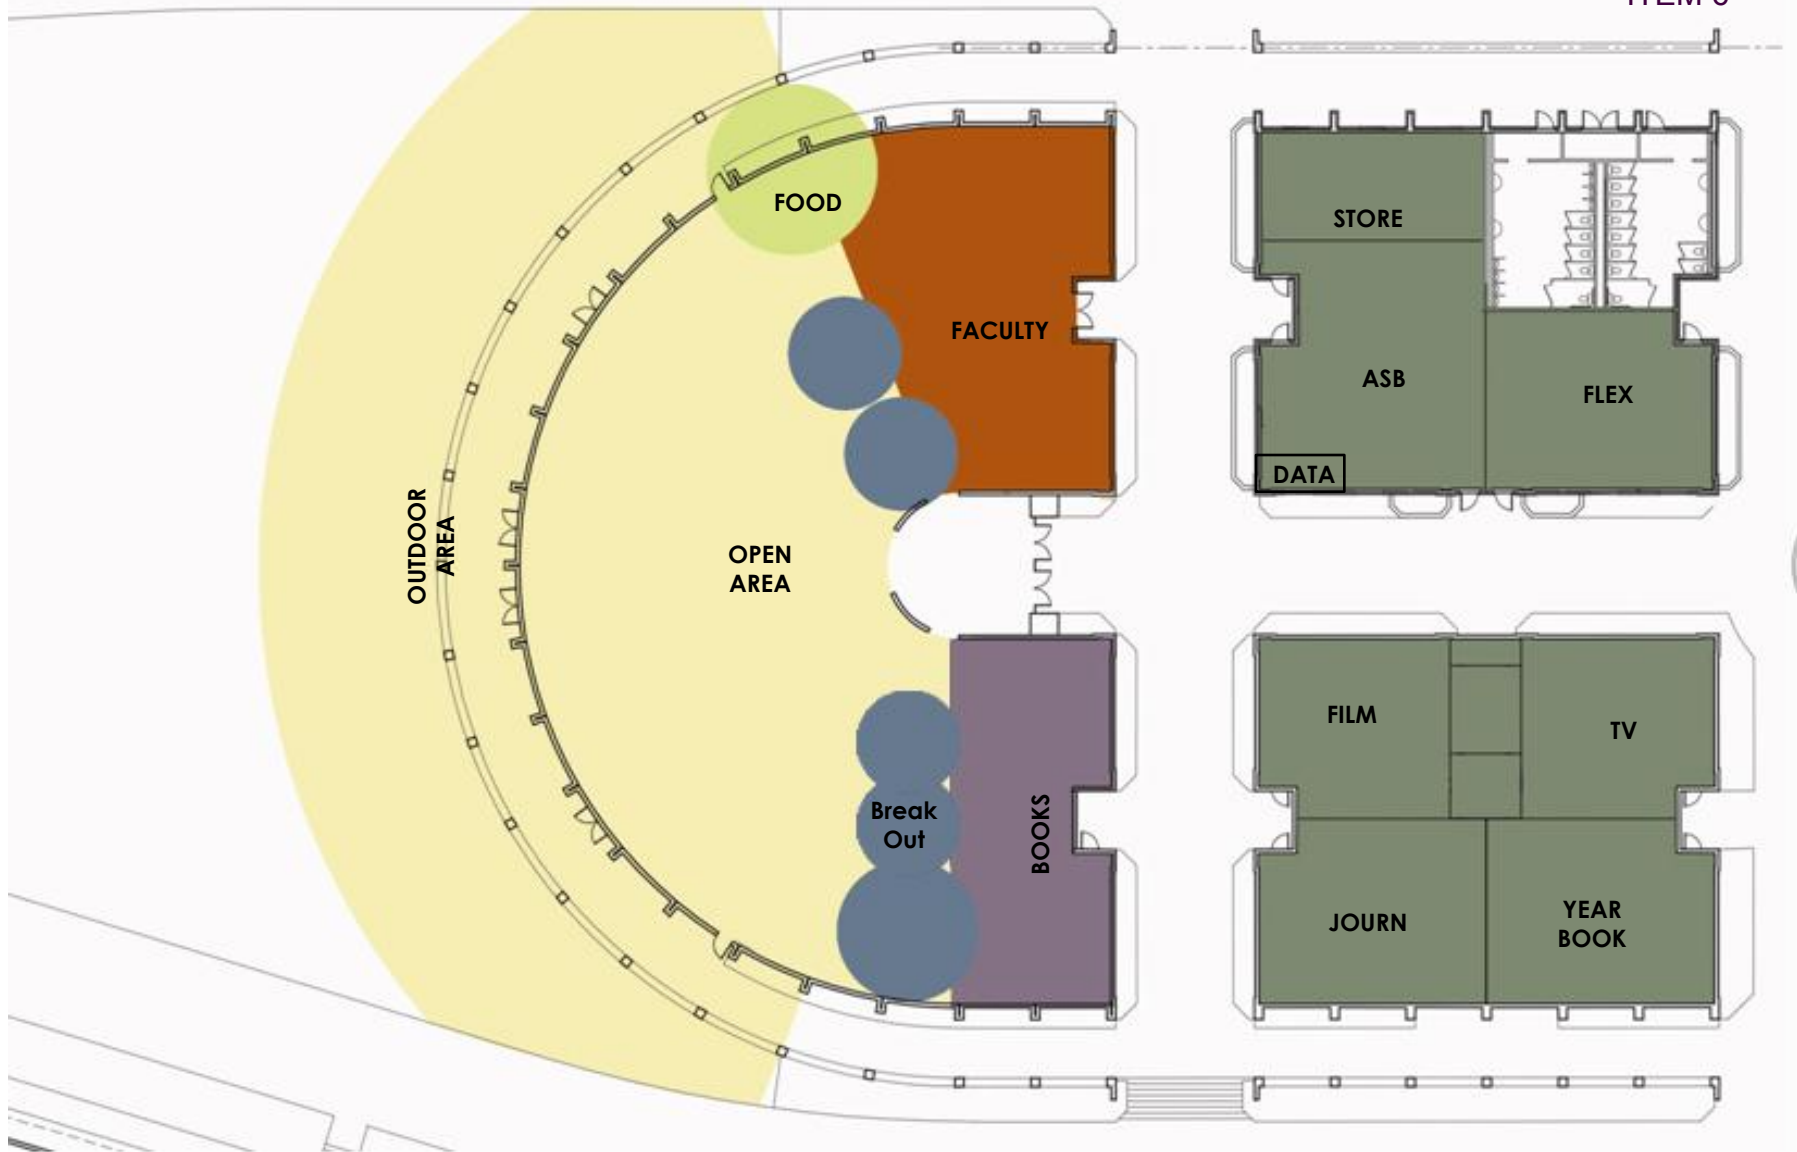 FOOD
STORE
FACULTY
ASB
FLEX
DATA
OUTDOOR
AREA
OPEN
AREA
FILM
TV
Break
Out
BOOKS
JOURN
YEAR
BOOK